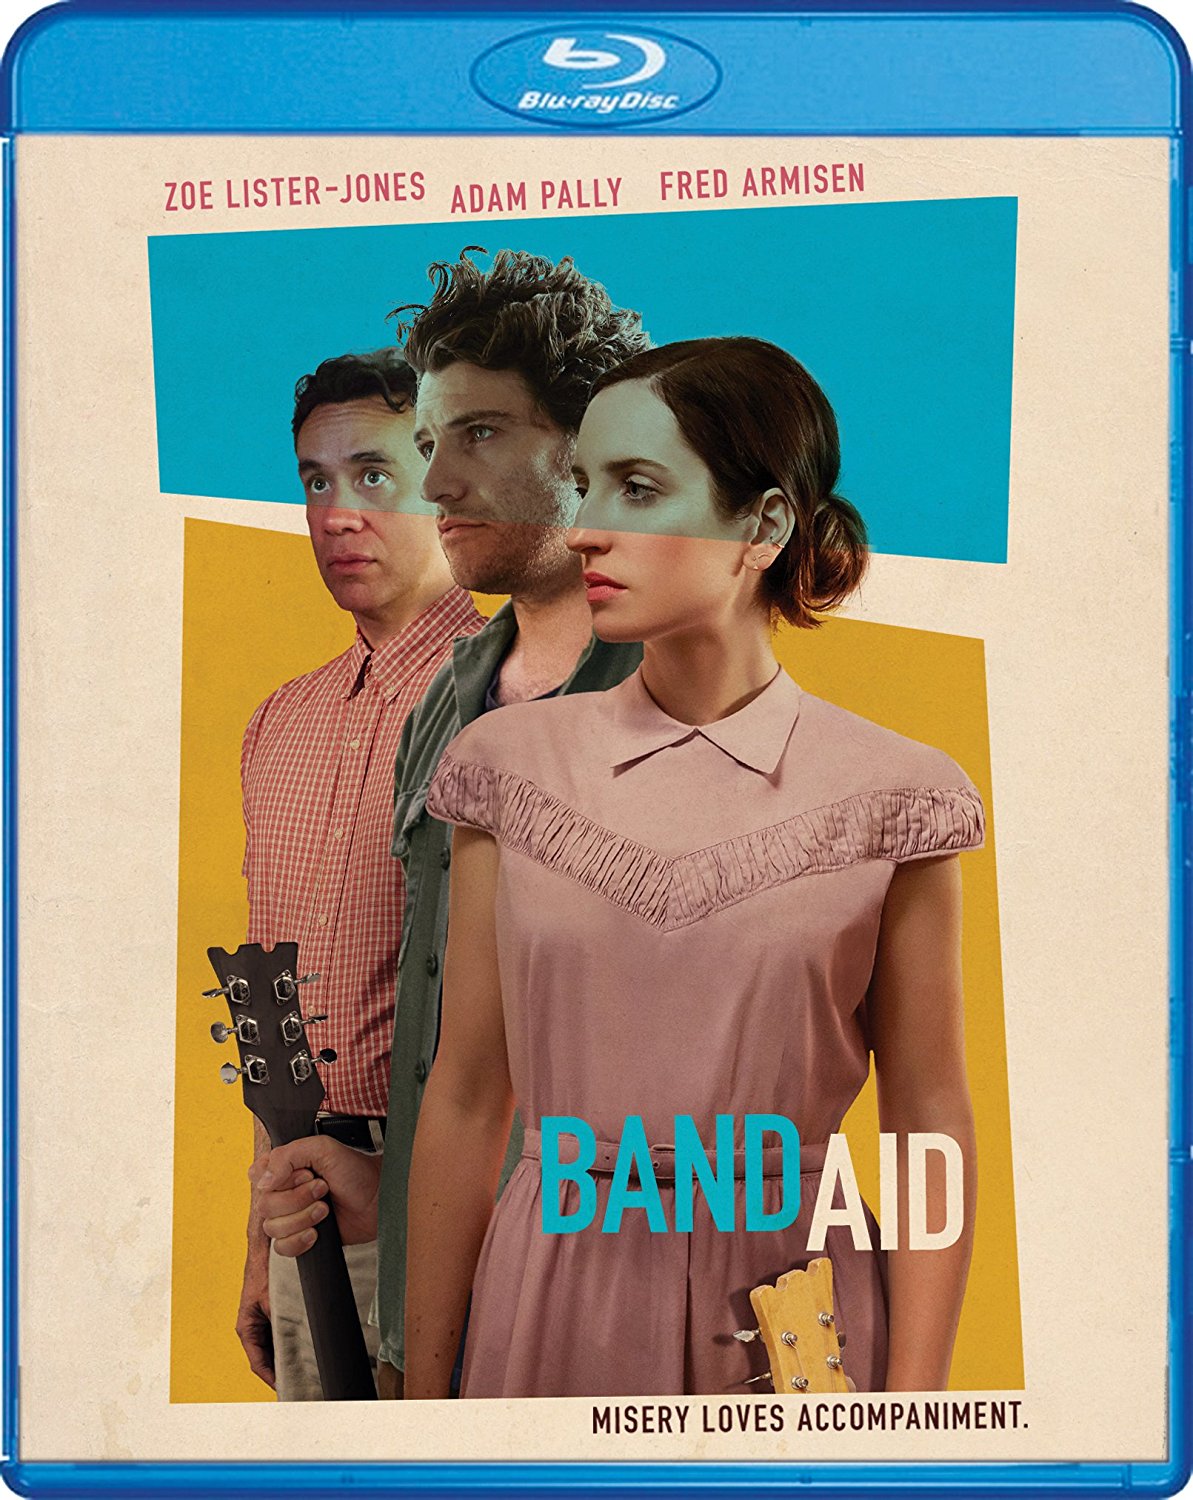 Blu-ray Disc
ZOE LISTER-JONES ADAM PALLY FRED ARMISEN
BAND AID
MISERY LOVES ACCOMPANIMENT.